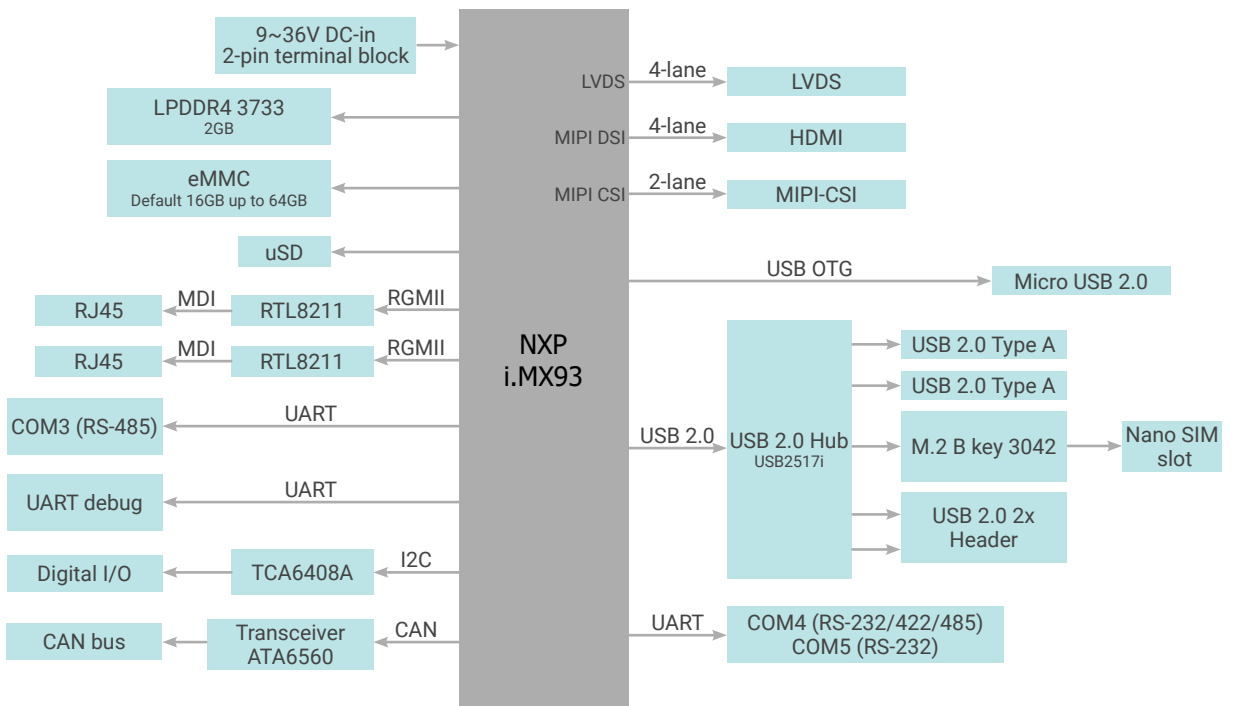 9~36V DC-in
2-pin terminal block
LPDDR4 3733
2GB
eMMC
Default 16GB up to 64GB
uSD
RJ45
MDI
RTL8211
RGMII
RJ45
MDI
RTL8211
RGMII
COM3 (RS-485)
UART
UART debug
UART
Digital I/O
TCA6408A
I2C
CAN bus
Transceiver
ATA6560
CAN
NXP
i.MX93
LVDS
4-lane
LVDS
MIPI DSI
4-lane
HDMI
MIPI CSI
2-lane
MIPI-CSI
USB OTG
Micro USB 2.0
USB 2.0
USB 2.0 Hub
USB2517i
USB 2.0 Type A
USB 2.0 Type A
M.2 B key 3042
Nano SIM
slot
USB 2.0 2x
Header
UART
COM4 (RS-232/422/485)
COM5 (RS-232)